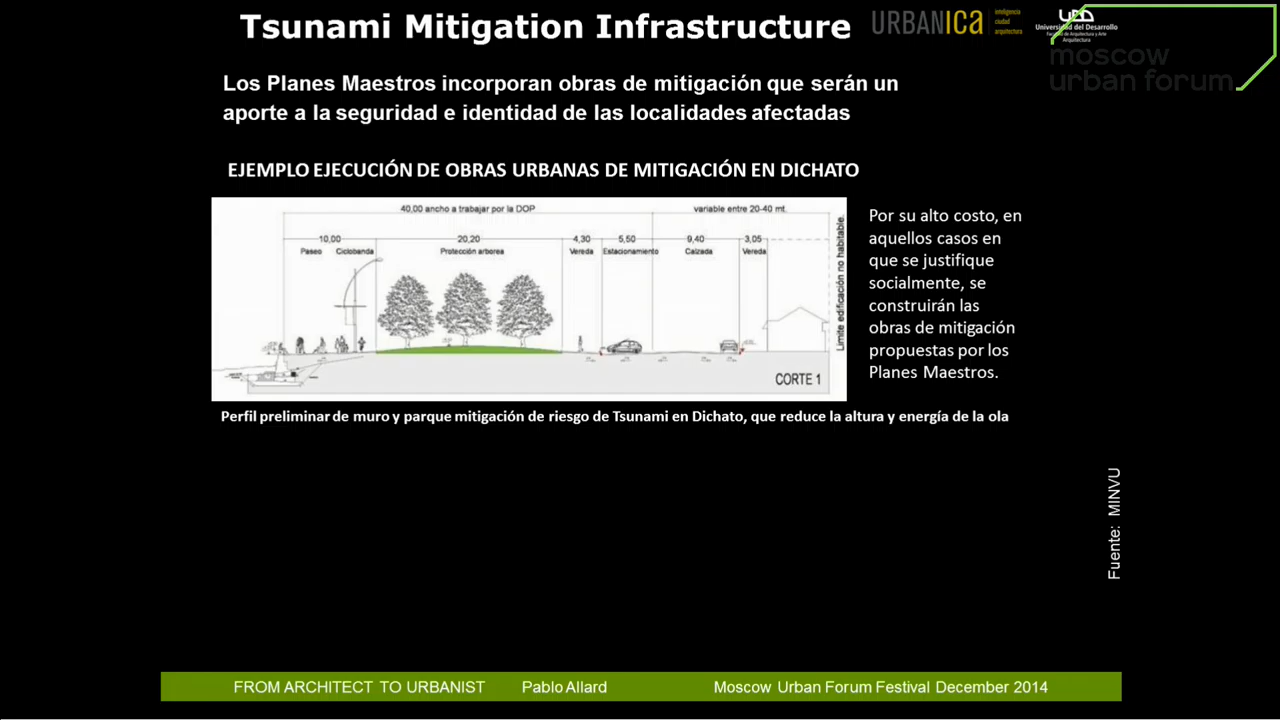 Tsunami Mitigation Infrastructure
URBANICA
inteligencia
ciudad
arquitectura
UDD
Universidad del Desarrollo
Facultad de Arquitectura y Arte
Arquitectura
moscow
urban forum
Los Planes Maestros incorporan obras de mitigación que serán un
aporte a la seguridad e identidad de las localidades afectadas
EJEMPLO EJECUCIÓN DE OBRAS URBANAS DE MITIGACIÓN EN DICHATO
40,00 ancho a trabajar por la DOP
variable entre 20-40 mt.
10,00
20,20
4,30
5,50
9,40
3,05
Paseo
Ciclobanda
Protección arborea
Vereda
Estacionamiento
Calzada
Vereda
Limite edificación no habitable.
CORTE 1
Por su alto costo, en
aquellos casos en
que se justifique
socialmente, se
construirán las
obras de mitigación
propuestas por los
Planes Maestros.
Perfil preliminar de muro y parque mitigación de riesgo de Tsunami en Dichato, que reduce la altura y energía de la ola
Fuente: MINVU
FROM ARCHITECT TO URBANIST
Pablo Allard
Moscow Urban Forum Festival December 2014